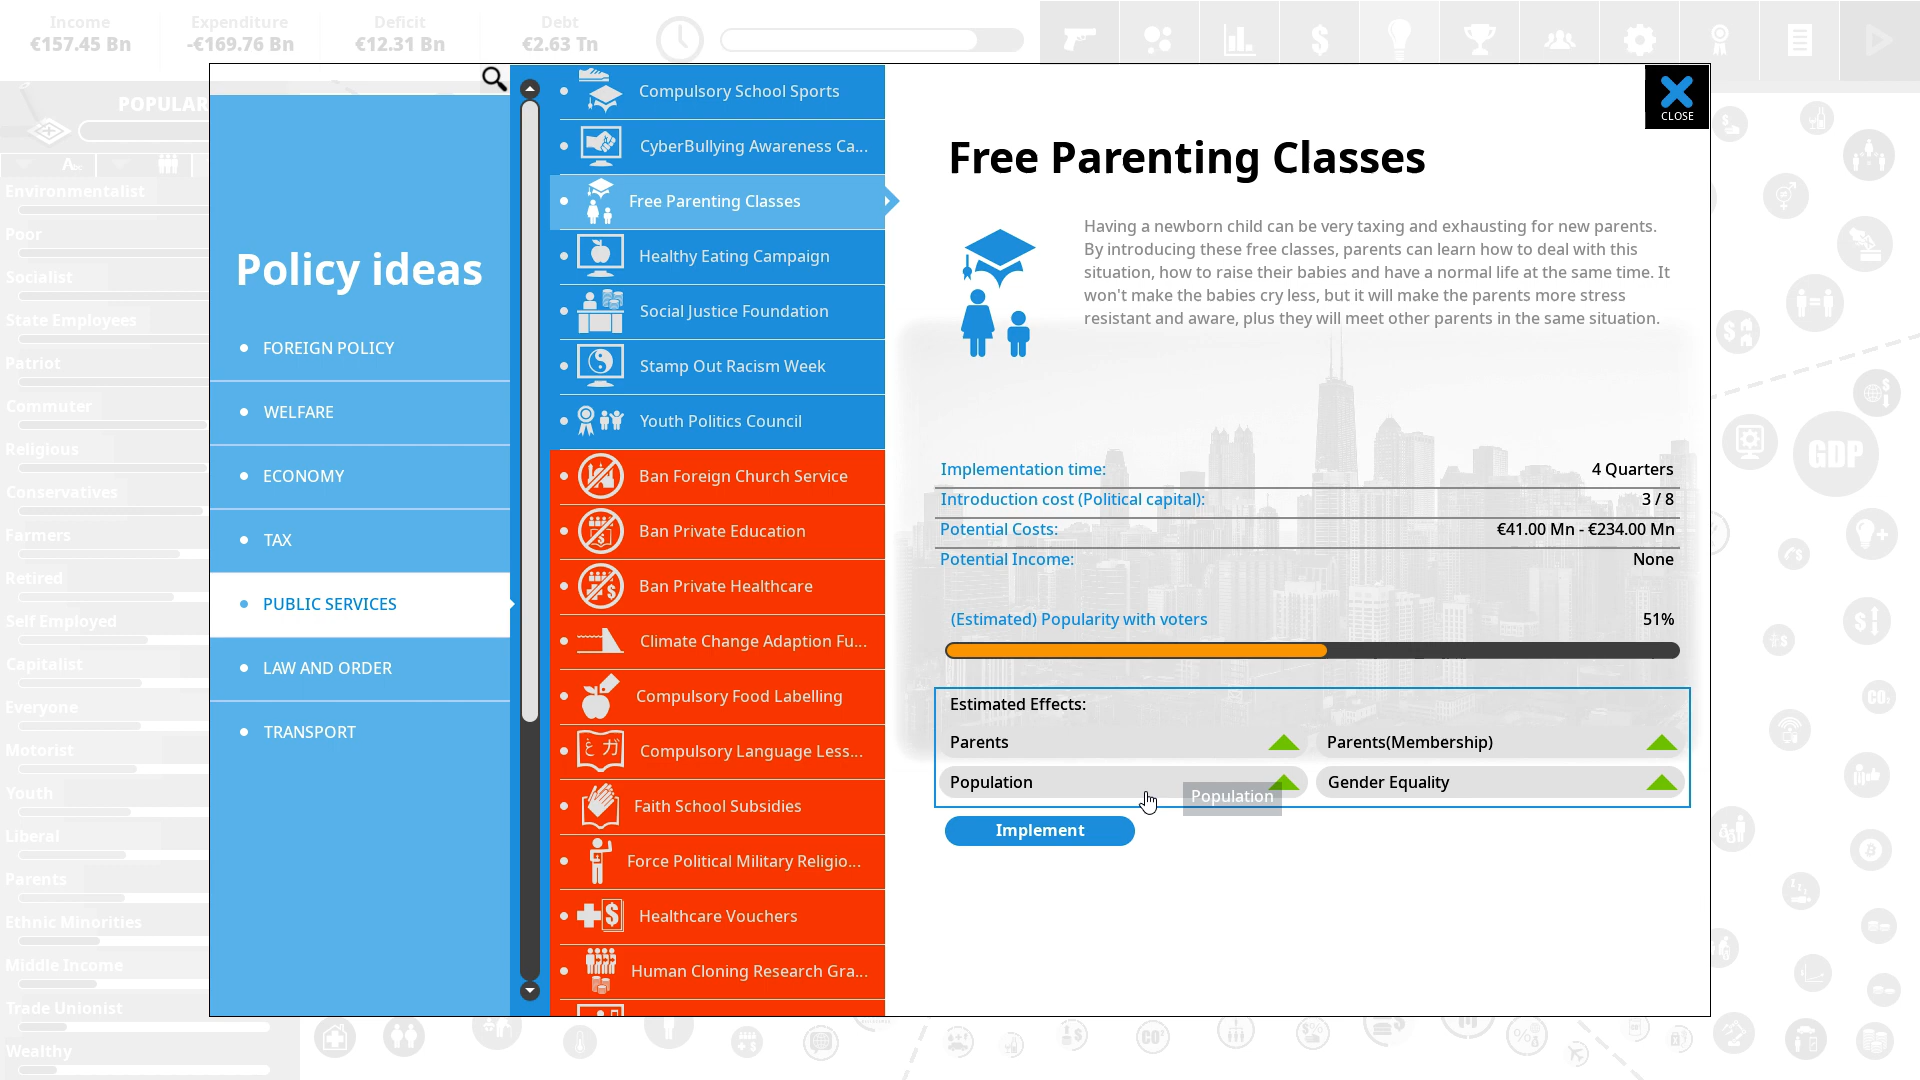 Income
€157.45 Bn
Expenditure
-€169.76 Bn
Deficit
€12.31 Bn
Debt
€2.63 Tn
POPULAR
Environmentalist
Poor
Socialist
State Employees
Patriot
Commuter
Religious
Conservatives
Farmers
Retired
Self Employed
Capitalist
Everyone
Motorist
Youth
Liberal
Parents
Ethnic Minorities
Middle Income
Trade Unionist
Wealthy
Policy ideas
FOREIGN POLICY
WELFARE
ECONOMY
TAX
PUBLIC SERVICES
LAW AND ORDER
TRANSPORT
Compulsory School Sports
CyberBullying Awareness Ca...
Free Parenting Classes
Healthy Eating Campaign
Social Justice Foundation
Stamp Out Racism Week
Youth Politics Council
Ban Foreign Church Service
Ban Private Education
Ban Private Healthcare
Climate Change Adaption Fu...
Compulsory Food Labelling
Compulsory Language Less...
Faith School Subsidies
Force Political Military Religio...
Healthcare Vouchers
Human Cloning Research Gra...
CLOSE
Free Parenting Classes
Having a newborn child can be very taxing and exhausting for new parents.
By introducing these free classes, parents can learn how to deal with this
situation, how to raise their babies and have a normal life at the same time. It
won't make the babies cry less, but it will make the parents more stress
resistant and aware, plus they will meet other parents in the same situation.
Implementation time: 4 Quarters
Introduction cost (Political capital): 3 / 8
Potential Costs: €41.00 Mn - €234.00 Mn
Potential Income: None
(Estimated) Popularity with voters 51%
Estimated Effects:
Parents
Parents(Membership)
Population
Gender Equality
Population
Implement
GDP